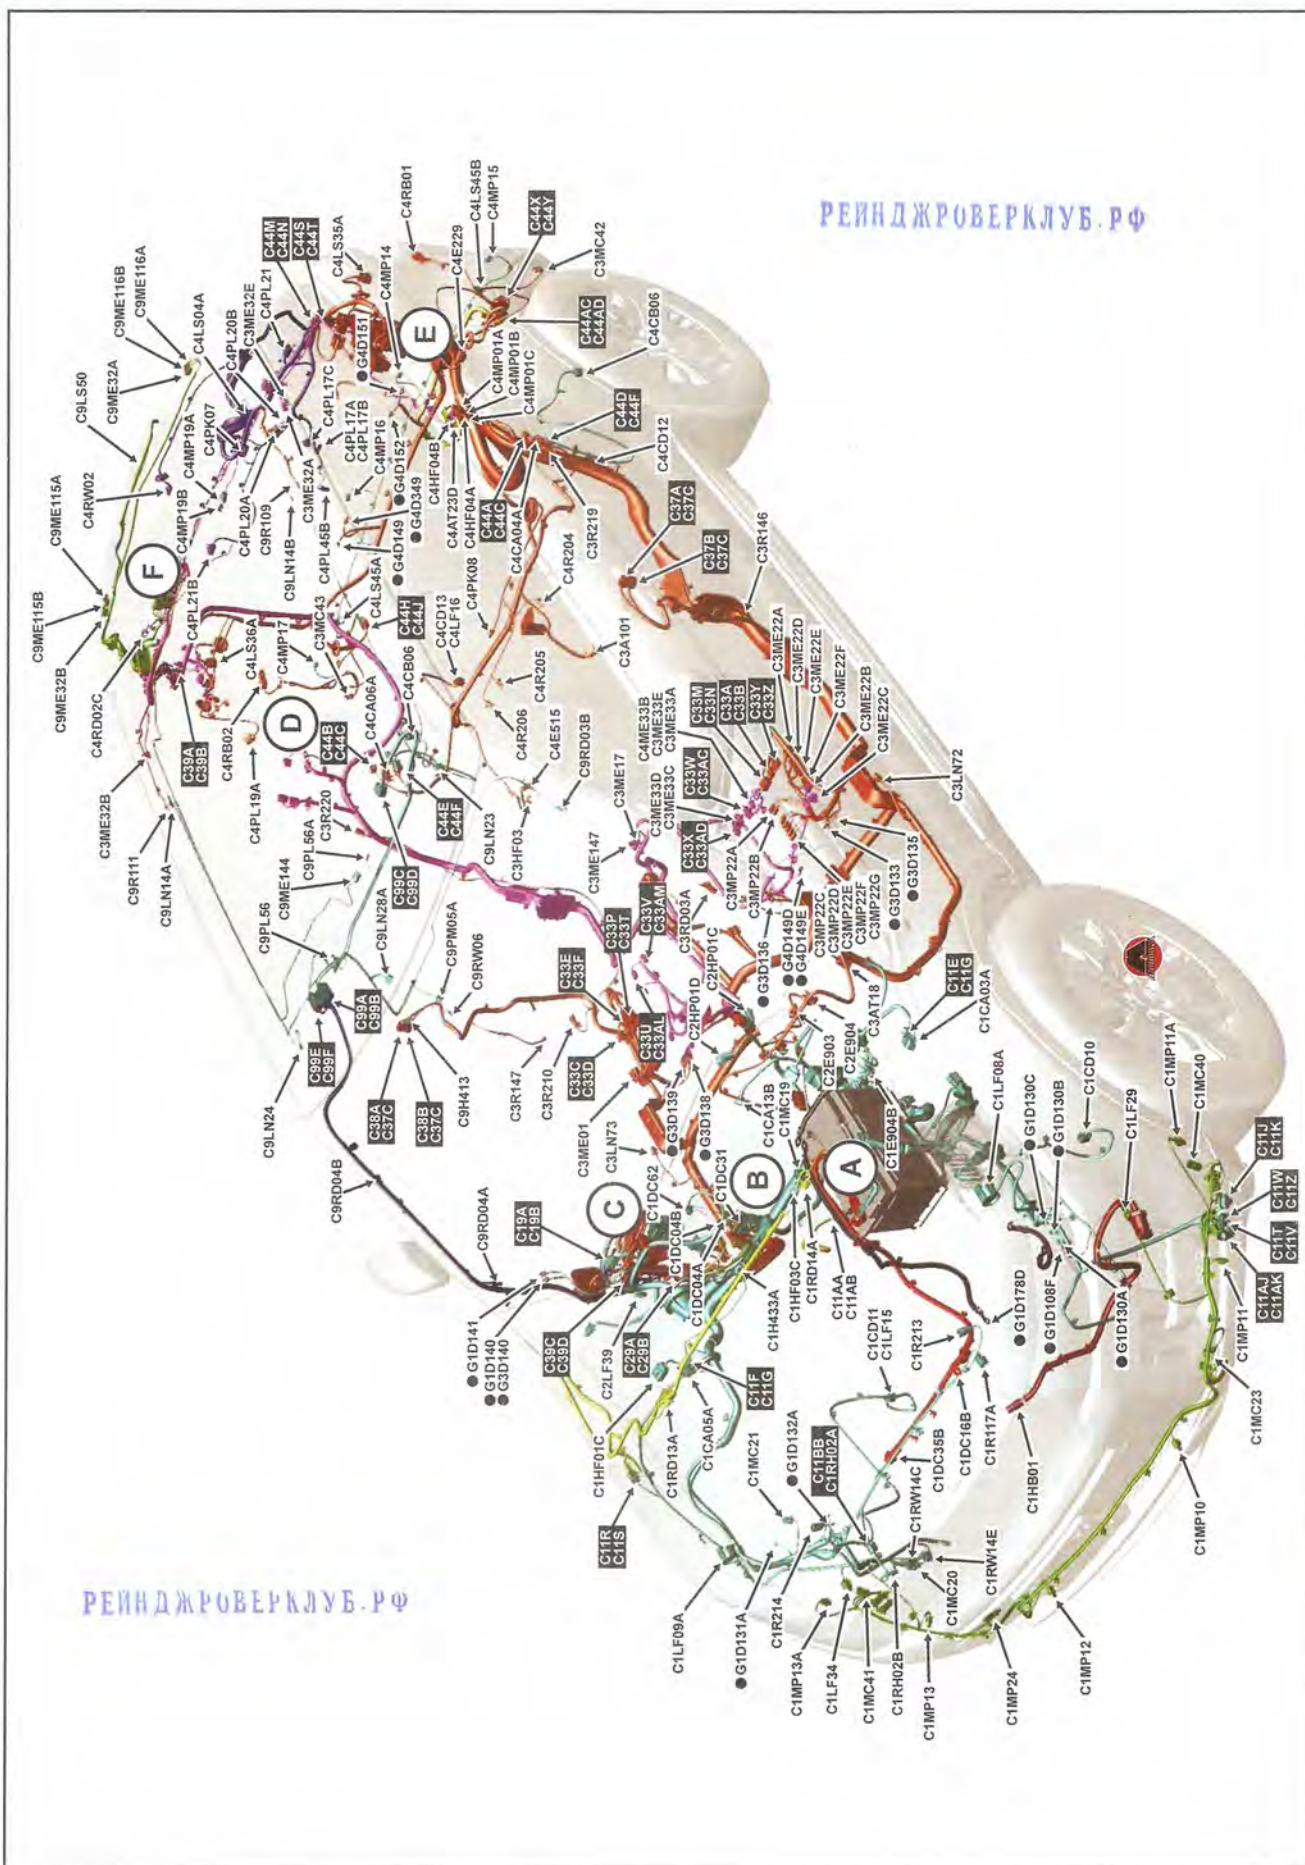 РЕИНДЖРОВЕРКЛУБ.РФ
C9ME115B
C9ME115A
C9ME32B
C4RW02
C9LS50
C9ME32A
C9ME116B
C9ME116A
C4RD02C
C4MP19B
C4MP19A
C4PK07
C4LS04A
C4PL20B
C3ME32E
C4PL21
C44M
C44N
C44S
C44T
C4LS35A
C4MP14
●G4D151
C4RB01
C4E229
C4LS45B
C4MP15
C44X
C44Y
C3MC42
C44AC
C44AD
C4CB06
F
E
C3ME32B
C9R111
C9LN14A
C39A
C39B
C4PL21B
C4PL20A
C9R109
C9LN14B
C3ME32A
C4PL17C
C4PL17A
C4PL17B
C4MP16
C4PL45B
●G4D152
●G4D349
●G4D149
C4HF04B
C4AT23D
C4HF04A
C4MP01A
C4MP01B
C4MP01C
C44A
C44C
C4CA04A
C3R219
C44D
C44F
C4CD12
C4LS36A
C4MP17
C3MC43
C4LS45A
C44H
C44J
C4RB02
C4PL19A
D
C44B
C44C
C4CA06A
C4CB06
C4CD13
C4LF16
C4PK08
C4R204
C4R205
C4R206
C3A101
C4E515
C9RD03B
C3HF03
C9LN23
C44E
C44F
C99C
C99D
C3R220
C9PL56A
C9ME144
C9PL56
C9LN28A
C9PM05A
C9RW06
C99A
C99B
C99E
C99F
C9LN24
C38A
C37C
C38B
C37C
C9H413
C3R147
C3R210
C37A
C37C
C37B
C37C
C3R146
C3ME22A
C3ME22D
C3ME22E
C3ME22F
C3ME22B
C3ME22C
C3LN72
C33M
C33N
C33A
C33B
C33Y
C33Z
C4ME33B
C3ME33E
C3ME33A
C33W
C33AC
C3ME33D
C3ME33C
C33X
C33AD
C3ME17
C3ME147
C3MP22A
C3MP22B
C3MP22C
C3MP22D
C3MP22E
C3MP22F
C3MP22G
●G3D133
●G3D135
C33V
C33AM
C33P
C33T
C33E
C33F
C33U
C33AL
C33C
C33D
C3RD03A
C2HP01C
C2HP01D
●G3D136
●G4D149D
●G4D149E
C3AT18
C11E
C11G
C1CA03A
C2E903
C2E904
C1E904B
C1CA13B
C1MC19
C3ME01
C3LN73
●G3D139
●G3D138
C1DC31
C1DC62
C1DC04B
C1DC04A
A
B
C
C9RD04B
C9RD04A
C19A
C19B
●G1D141
●G1D140
●G3D140
C39C
C39D
C2LF39
C29A
C29B
C1H433A
C1HF03C
C1RD14A
C11AA
C11AB
C1HF01C
C1RD13A
C1CA05A
C11F
C11G
C11R
C11S
C1LF08A
●G1D130C
●G1D130B
C1CD10
C1LF29
C1MP11A
C1MC40
C11J
C11K
C11W
C11Z
C11T
C11V
C11AJ
C11AK
C1MP11
C1MC23
●G1D178D
●G1D108F
●G1D130A
C1R213
C1CD11
C1LF15
C1R117A
C1DC16B
C1DC35B
C1HB01
C1MC21
●G1D132A
C11BB
C1RH02A
C1RW14C
C1RW14E
C1MC20
C1LF09A
●G1D131A
C1R214
C1MP13A
C1LF34
C1MC41
C1RH02B
C1MP13
C1MP24
C1MP12
C1MP10
РЕИНДЖРОВЕРКЛУБ.РФ